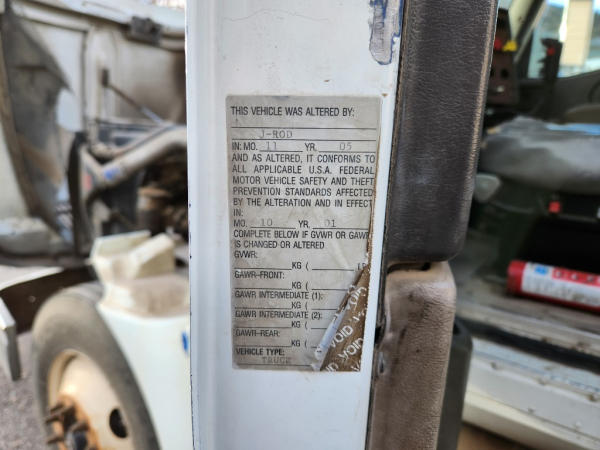 THIS VEHICLE WAS ALTERED BY:
J-ROD
IN: MO. 11 YR. 05
AND AS ALTERED, IT CONFORMS TO
ALL APPLICABLE U.S.A. FEDERAL
MOTOR VEHICLE SAFETY AND THEFT
PREVENTION STANDARDS AFFECTED
BY THE ALTERATION AND IN EFFECT
IN:
MO. 10 YR. 01
COMPLETE BELOW IF GVWR OR GAWR
IS CHANGED OR ALTERED
GVWR:
KG (
GAWR-FRONT:
KG (
GAWR INTERMEDIATE (1):
KG (
GAWR INTERMEDIATE (2):
KG (
GAWR-REAR:
KG (
VEHICLE TYPE:
TRUCK
VOID
VOID